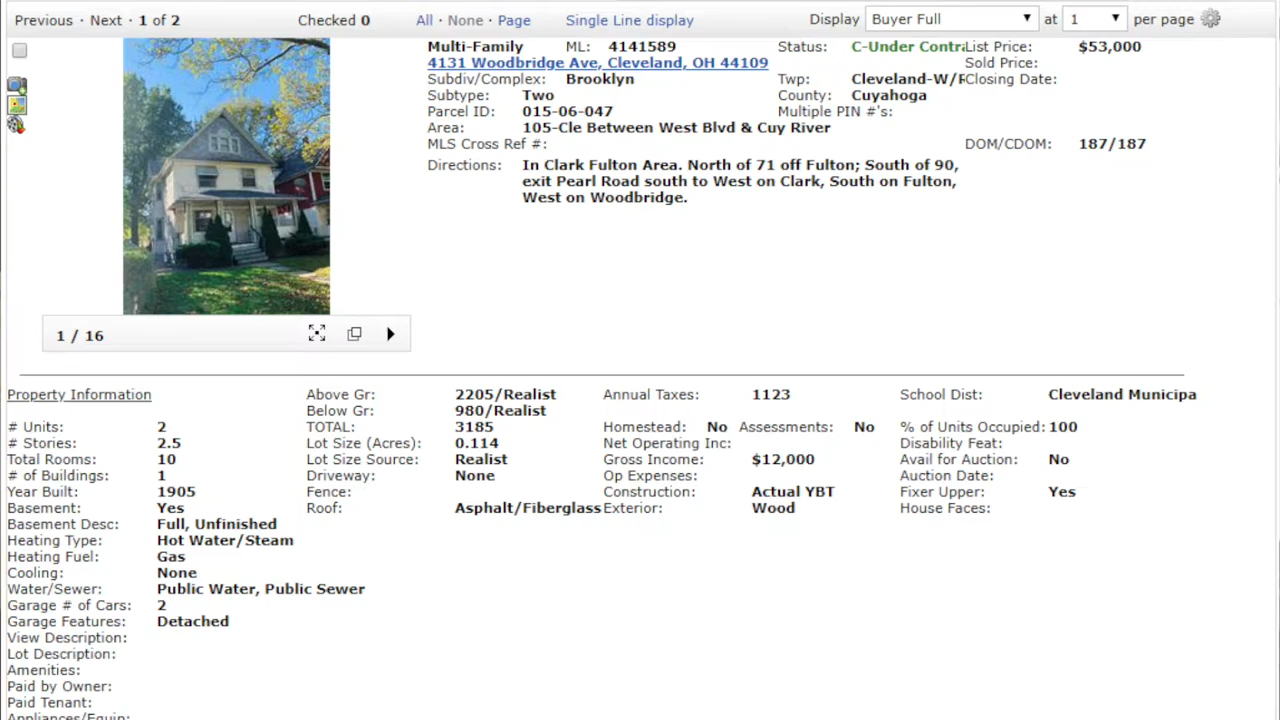 Previous · Next · 1 of 2 Checked 0 All · None · Page Single Line display Display Buyer Full at 1 per page
Multi-Family ML: 4141589 Status: C-Under Contra List Price: $53,000
Sold Price:
4131 Woodbridge Ave, Cleveland, OH 44109
Subdiv/Complex: Brooklyn Twp: Cleveland-W/F Closing Date:
Subtype: Two County: Cuyahoga
Parcel ID: 015-06-047 Multiple PIN #'s:
Area: 105-Cle Between West Blvd & Cuy River
MLS Cross Ref #: DOM/CDOM: 187/187
Directions: In Clark Fulton Area. North of 71 off Fulton; South of 90,
exit Pearl Road south to West on Clark, South on Fulton,
West on Woodbridge.
1 / 16
Property Information Above Gr: 2205/Realist Annual Taxes: 1123 School Dist: Cleveland Municipa
Below Gr: 980/Realist
# Units: 2 TOTAL: 3185 Homestead: No Assessments: No % of Units Occupied: 100
# Stories: 2.5 Lot Size (Acres): 0.114 Net Operating Inc: Disability Feat:
Total Rooms: 10 Lot Size Source: Realist Gross Income: $12,000 Avail for Auction: No
# of Buildings: 1 Driveway: None Op Expenses: Auction Date:
Year Built: 1905 Fence: Construction: Actual YBT Fixer Upper: Yes
Basement: Yes Roof: Asphalt/Fiberglass Exterior: Wood House Faces:
Basement Desc: Full, Unfinished
Heating Type: Hot Water/Steam
Heating Fuel: Gas
Cooling: None
Water/Sewer: Public Water, Public Sewer
Garage # of Cars: 2
Garage Features: Detached
View Description:
Lot Description:
Amenities:
Paid by Owner:
Paid Tenant:
Appliances/Equip: